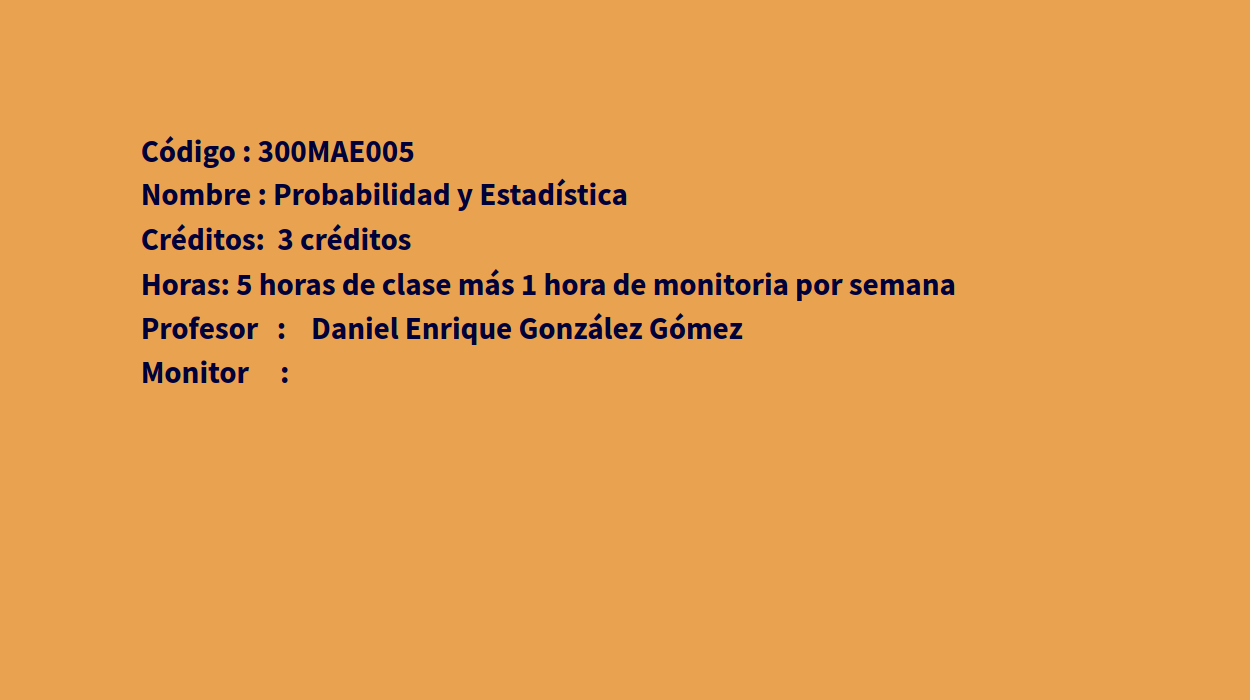 Código : 300MAE005
Nombre : Probabilidad y Estadística
Créditos:  3 créditos
Horas: 5 horas de clase más 1 hora de monitoria por semana
Profesor   :    Daniel Enrique González Gómez
Monitor     :